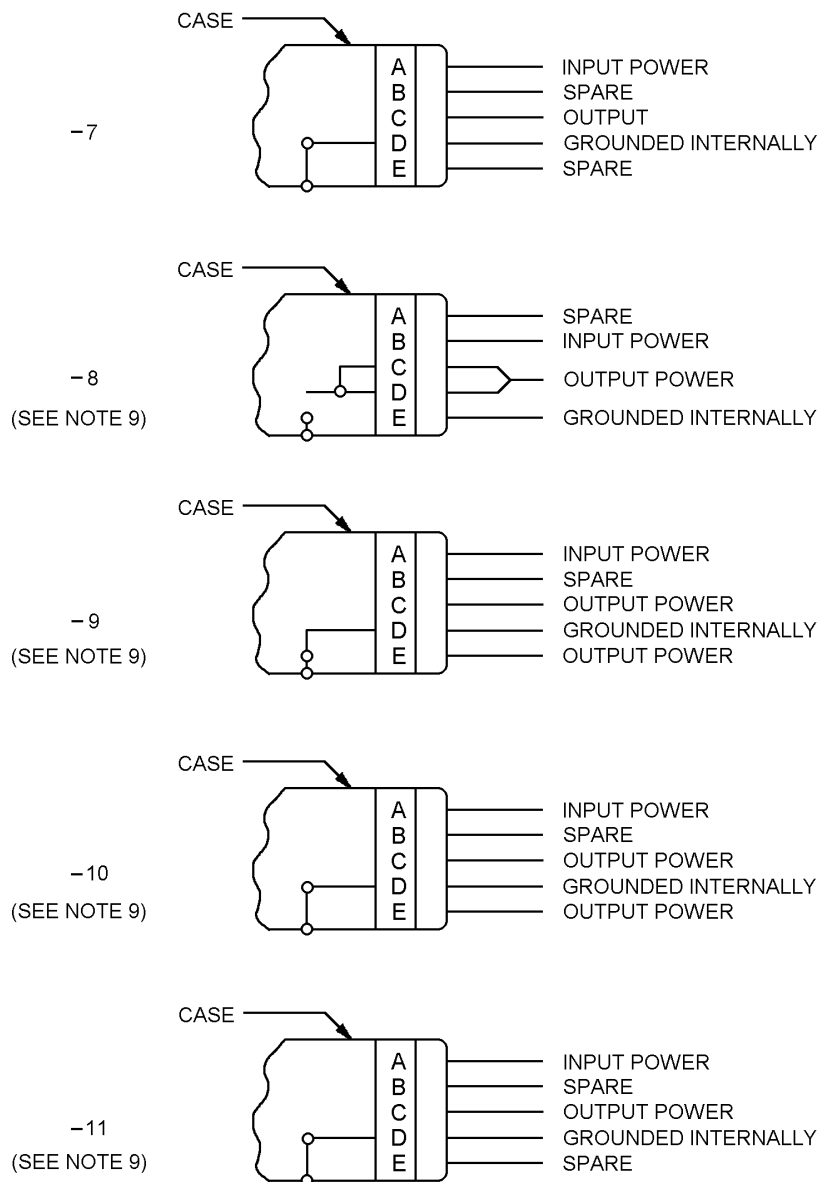 CASE
A INPUT POWER
B SPARE
C OUTPUT
−7
D GROUNDED INTERNALLY
E SPARE
CASE
A SPARE
B INPUT POWER
C
−8
OUTPUT POWER
D
(SEE NOTE 9)
E GROUNDED INTERNALLY
CASE
A INPUT POWER
B SPARE
C OUTPUT POWER
−9
D GROUNDED INTERNALLY
(SEE NOTE 9)
E OUTPUT POWER
CASE
A INPUT POWER
B SPARE
C OUTPUT POWER
−10
D GROUNDED INTERNALLY
(SEE NOTE 9)
E OUTPUT POWER
CASE
A INPUT POWER
B SPARE
C OUTPUT POWER
−11
D GROUNDED INTERNALLY
(SEE NOTE 9)
E SPARE